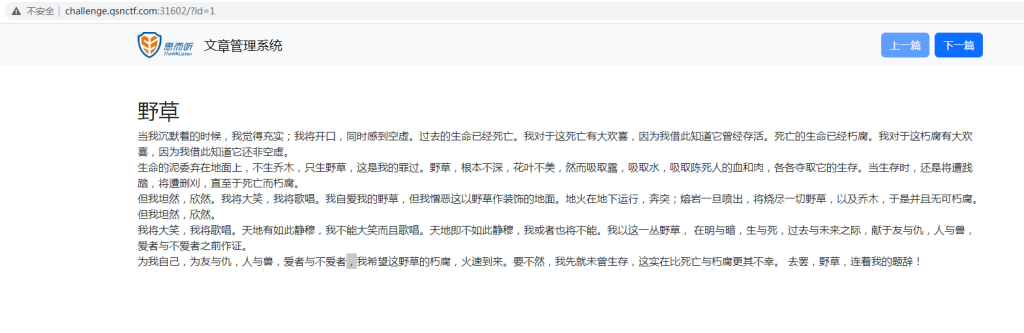 不安全 | challenge.qsnctf.com:31602/?id=1
思而听 文章管理系统 上一篇 下一篇
野草
当我沉默着的时候，我觉得充实；我将开口，同时感到空虚。过去的生命已经死亡。我对于这死亡有大欢喜，因为我借此知道它曾经存活。死亡的生命已经朽腐。我对于这朽腐有大欢
喜，因为我借此知道它还非空虚。
生命的泥委弃在地面上，不生乔木，只生野草，这是我的罪过。野草，根本不深，花叶不美，然而吸取露，吸取水，吸取陈死人的血和肉，各各夺取它的生存。当生存时，还是将遭践
踏，将遭删刈，直至于死亡而朽腐。
但我坦然，欣然。我将大笑，我将歌唱。我自爱我的野草，但我憎恶这以野草作装饰的地面。地火在地下运行，奔突；熔岩一旦喷出，将烧尽一切野草，以及乔木，于是并且无可朽腐。
但我坦然，欣然。
我将大笑，我将歌唱。天地有如此静穆，我不能大笑而且歌唱。天地即不如此静穆，我或者也将不能。我以这一丛野草， 在明与暗，生与死，过去与未来之际，献于友与仇，人与兽，
爱者与不爱者之前作证。
为我自己，为友与仇，人与兽，爱者与不爱者，我希望这野草的朽腐，火速到来。要不然，我先就未曾生存，这实在比死亡与朽腐更其不幸。 去罢，野草，连着我的题辞！